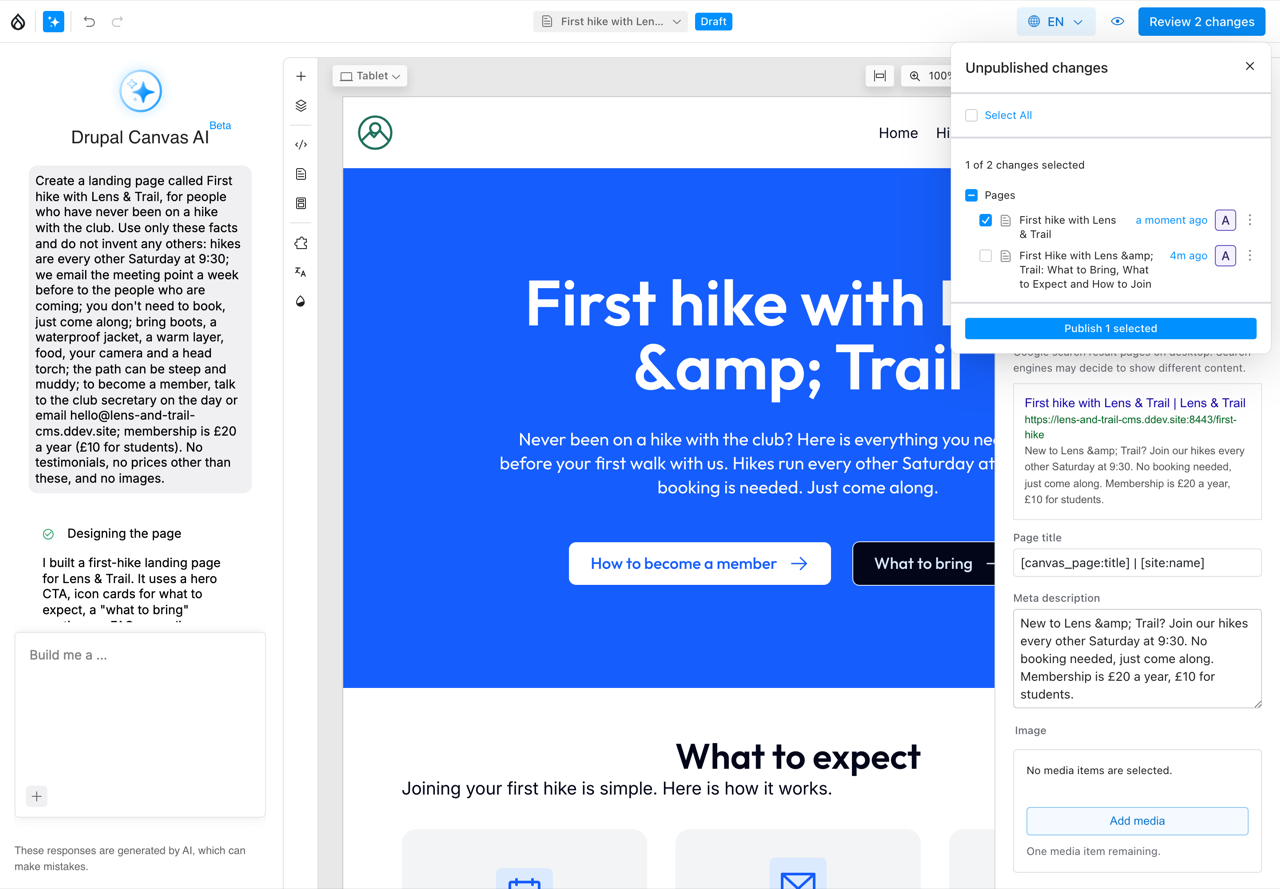 First hike with Len...
Draft
EN
Review 2 changes
Drupal Canvas AI
Beta
Create a landing page called First
hike with Lens & Trail, for people
who have never been on a hike
with the club. Use only these facts
and do not invent any others: hikes
are every other Saturday at 9:30;
we email the meeting point a week
before to the people who are
coming; you don't need to book,
just come along; bring boots, a
waterproof jacket, a warm layer,
food, your camera and a head
torch; the path can be steep and
muddy; to become a member, talk
to the club secretary on the day or
email hello@lens-and-trail-
cms.ddev.site; membership is £20
a year (£10 for students). No
testimonials, no prices other than
these, and no images.
Designing the page
I built a first-hike landing page
for Lens & Trail. It uses a hero
CTA, icon cards for what to
expect, a "what to bring"
Build me a ...
These responses are generated by AI, which can
make mistakes.
Tablet
100%
Home
First hike with
&amp; Trail
Never been on a hike with the club? Here is everything you
before your first walk with us. Hikes run every other Saturday at
booking is needed. Just come along.
How to become a member
What to bring
What to expect
Joining your first hike is simple. Here is how it works.
Unpublished changes
Select All
1 of 2 changes selected
Pages
First hike with Lens
& Trail
a moment ago
A
First Hike with Lens &amp;
Trail: What to Bring, What
to Expect and How to Join
4m ago
A
Publish 1 selected
Google search result pages on desktop. Search
engines may decide to show different content.
First hike with Lens & Trail | Lens & Trail
https://lens-and-trail-cms.ddev.site:8443/first-
hike
New to Lens &amp; Trail? Join our hikes every
other Saturday at 9:30. No booking needed,
just come along. Membership is £20 a year,
£10 for students.
Page title
[canvas_page:title] | [site:name]
Meta description
New to Lens &amp; Trail? Join our hikes
every other Saturday at 9:30. No
booking needed, just come along.
Membership is £20 a year, £10 for
students.
Image
No media items are selected.
Add media
One media item remaining.